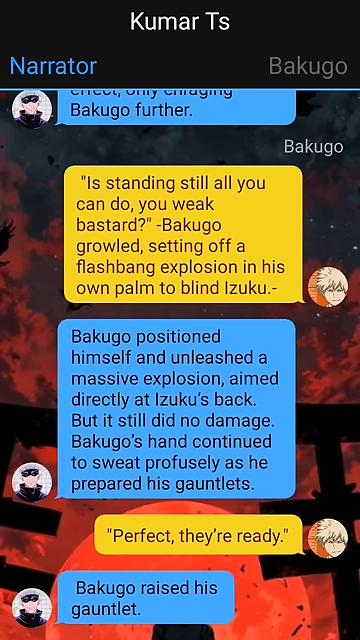 Kumar Ts
Narrator
Bakugo
effect, only enraging
Bakugo further.
Bakugo
"Is standing still all you
can do, you weak
bastard?" -Bakugo
growled, setting off a
flashbang explosion in his
own palm to blind Izuku.-
Bakugo positioned
himself and unleashed a
massive explosion, aimed
directly at Izuku’s back.
But it still did no damage.
Bakugo’s hand continued
to sweat profusely as he
prepared his gauntlets.
"Perfect, they’re ready."
Bakugo raised his
gauntlet.